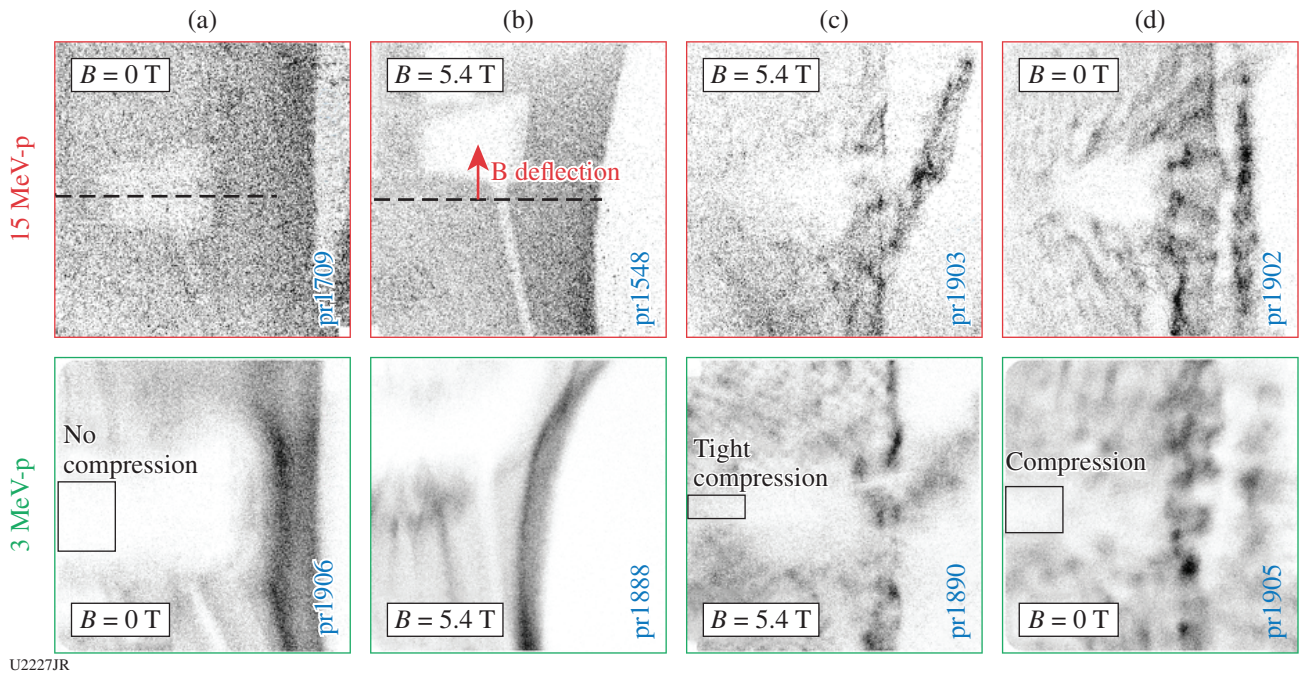 (a) (b) (c) (d)
15 MeV-p
B = 0 T
pr1709
B = 5.4 T
B deflection
pr1548
B = 5.4 T
pr1903
B = 0 T
pr1902
3 MeV-p
No
compression
B = 0 T
pr1906
B = 5.4 T
pr1888
Tight
compression
B = 5.4 T
pr1890
Compression
B = 0 T
pr1905
U2227JR